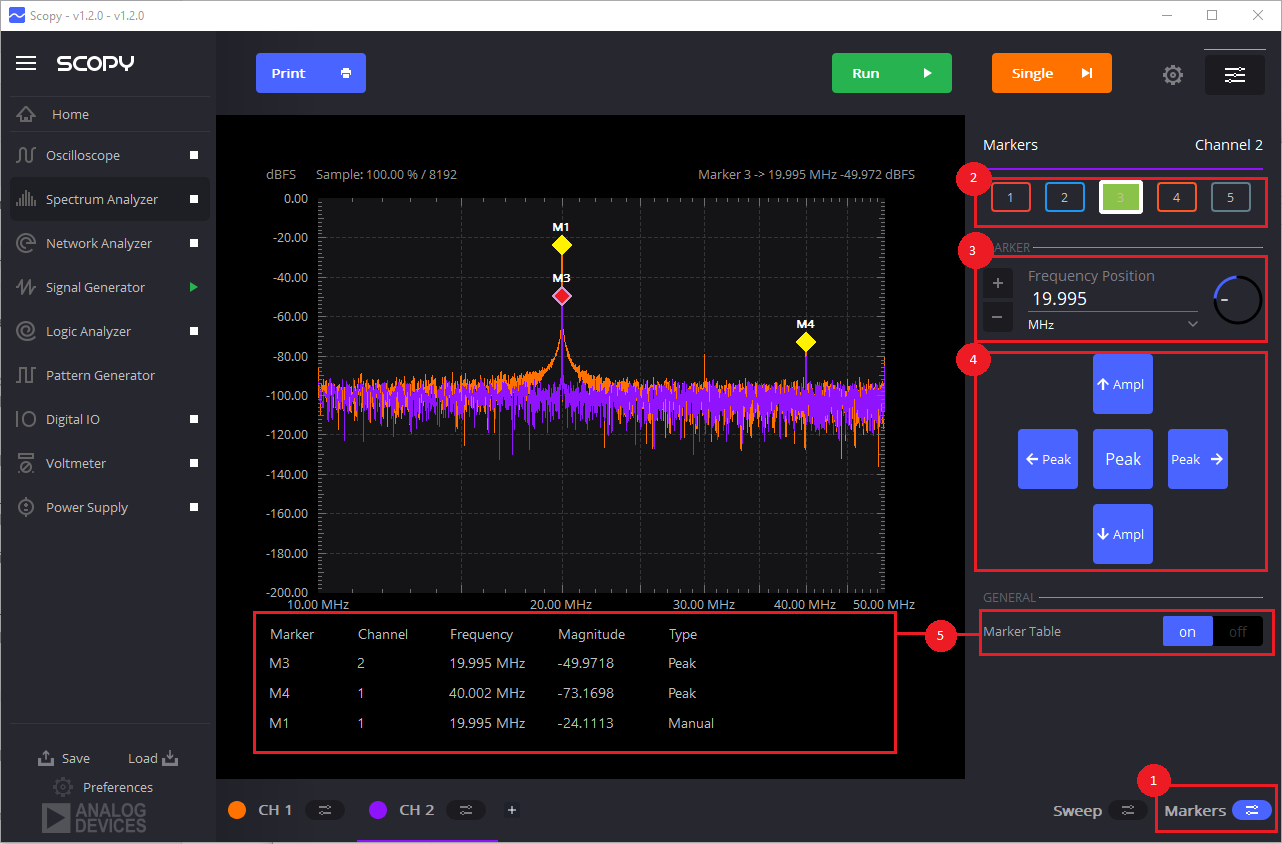 Scopy - v1.2.0 - v1.2.0
SCOPY
Print
Run
Single
Home
Oscilloscope
Spectrum Analyzer
Network Analyzer
Signal Generator
Logic Analyzer
Pattern Generator
Digital IO
Voltmeter
Power Supply
Save
Load
Preferences
ANALOG
DEVICES
dBFS
Sample: 100.00 % / 8192
Marker 3 -> 19.995 MHz -49.972 dBFS
0.00
-20.00
-40.00
-60.00
-80.00
-100.00
-120.00
-140.00
-160.00
-180.00
-200.00
M1
M3
M4
10.00 MHz
20.00 MHz
30.00 MHz
40.00 MHz
50.00 MHz
Marker Channel Frequency Magnitude Type
M3 2 19.995 MHz -49.9718 Peak
M4 1 40.002 MHz -73.1698 Peak
M1 1 19.995 MHz -24.1113 Manual
CH 1
CH 2
+
Markers
Channel 2
2
1 2 3 4 5
3
MARKER
+
Frequency Position
19.995
−
MHz
4
↑ Ampl
← Peak
Peak
Peak →
↓ Ampl
GENERAL
5
Marker Table
on
off
1
Sweep
Markers